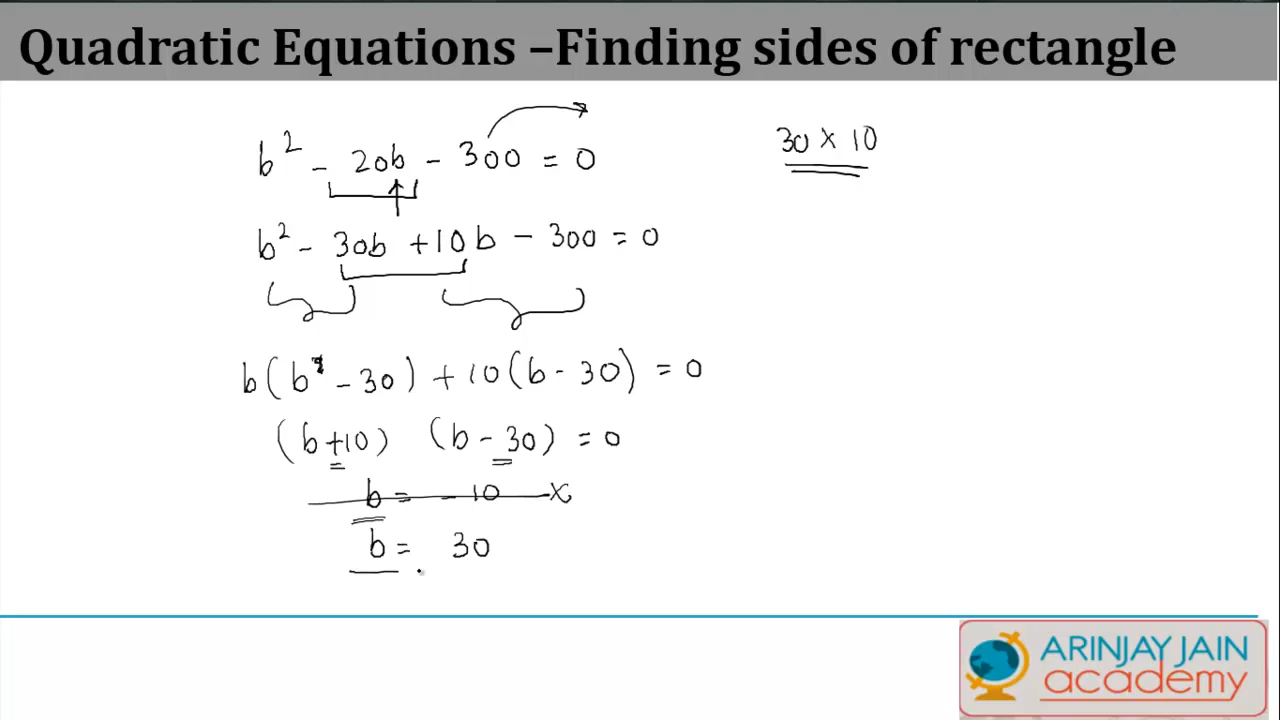 Quadratic Equations –Finding sides of rectangle
b² - 20b - 300 = 0
30 × 10
b² - 30b + 10b - 300 = 0
b(b - 30) + 10(b - 30) = 0
(b + 10) (b - 30) = 0
b = - 10 ×
b = 30
ARINJAY JAIN
academy